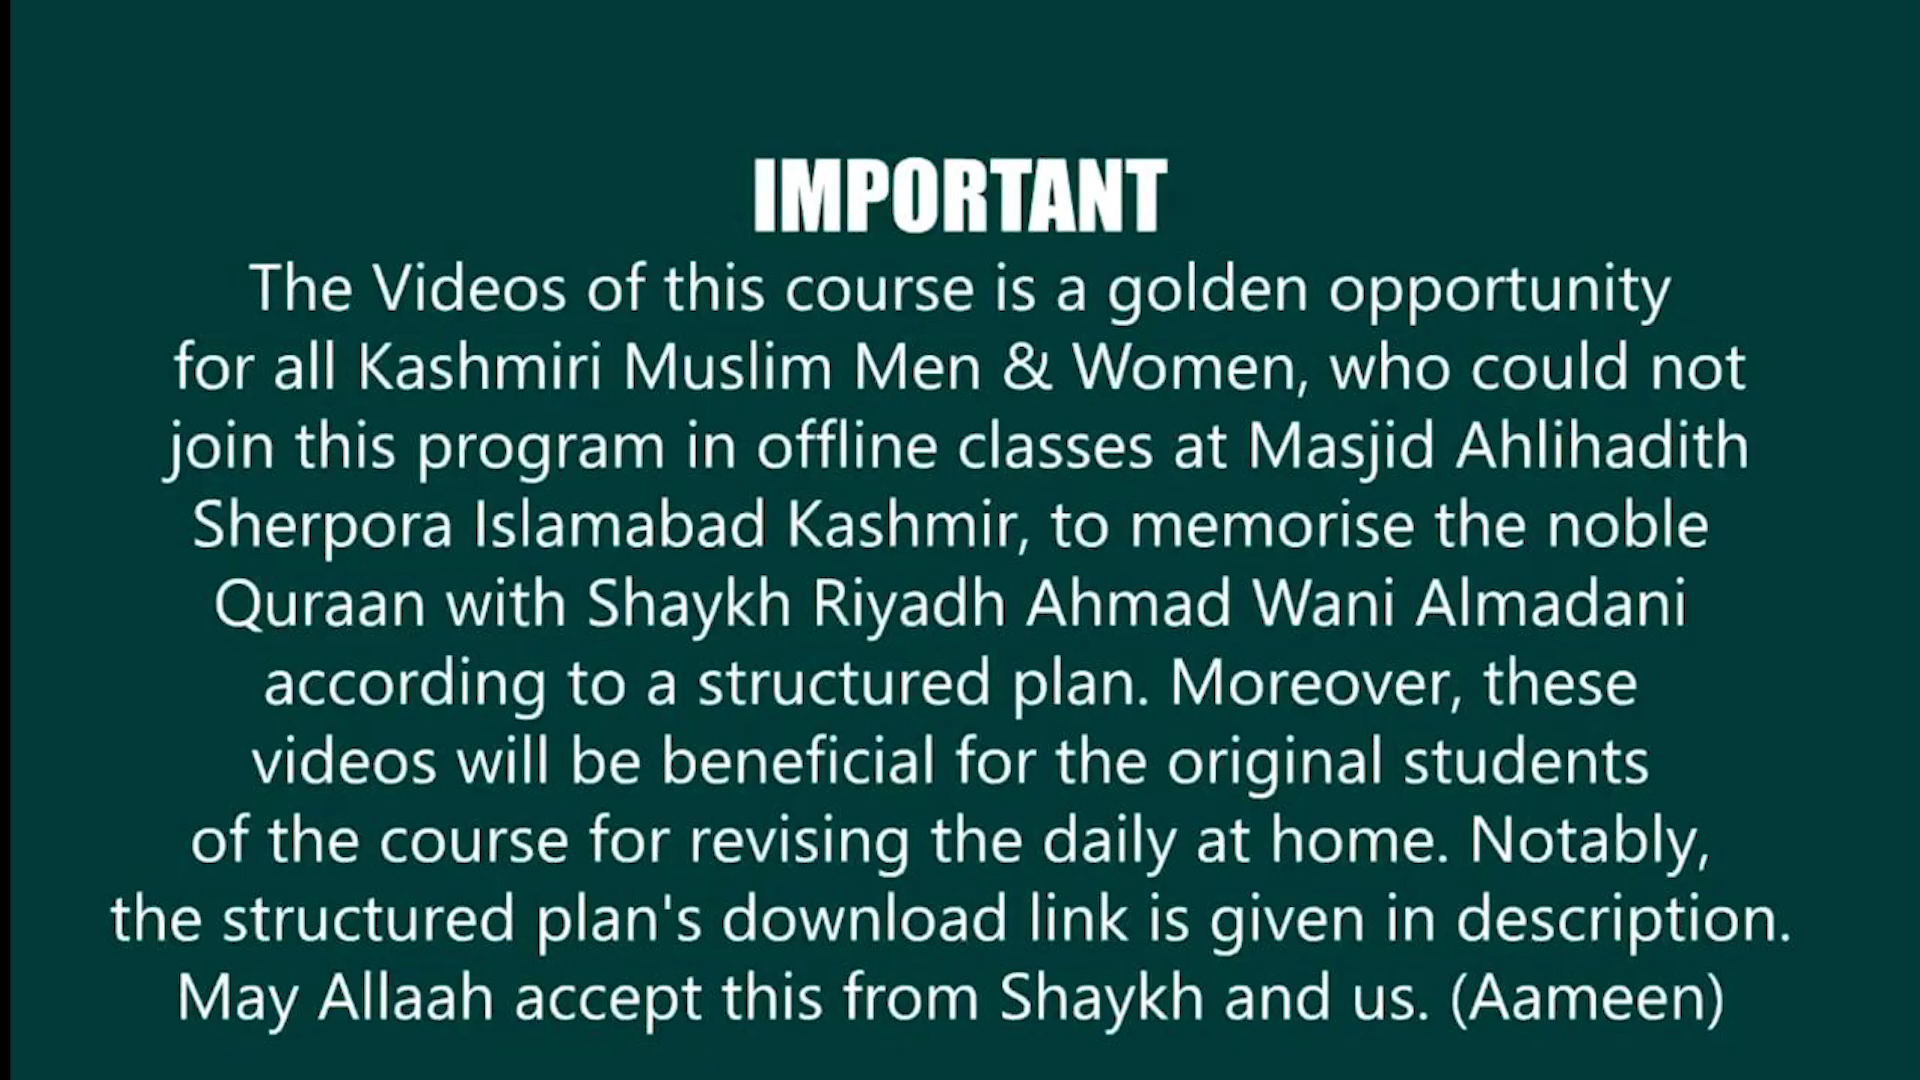 IMPORTANT
The Videos of this course is a golden opportunity
for all Kashmiri Muslim Men & Women, who could not
join this program in offline classes at Masjid Ahlihadith
Sherpora Islamabad Kashmir, to memorise the noble
Quraan with Shaykh Riyadh Ahmad Wani Almadani
according to a structured plan. Moreover, these
videos will be beneficial for the original students
of the course for revising the daily at home. Notably,
the structured plan's download link is given in description.
May Allaah accept this from Shaykh and us. (Aameen)